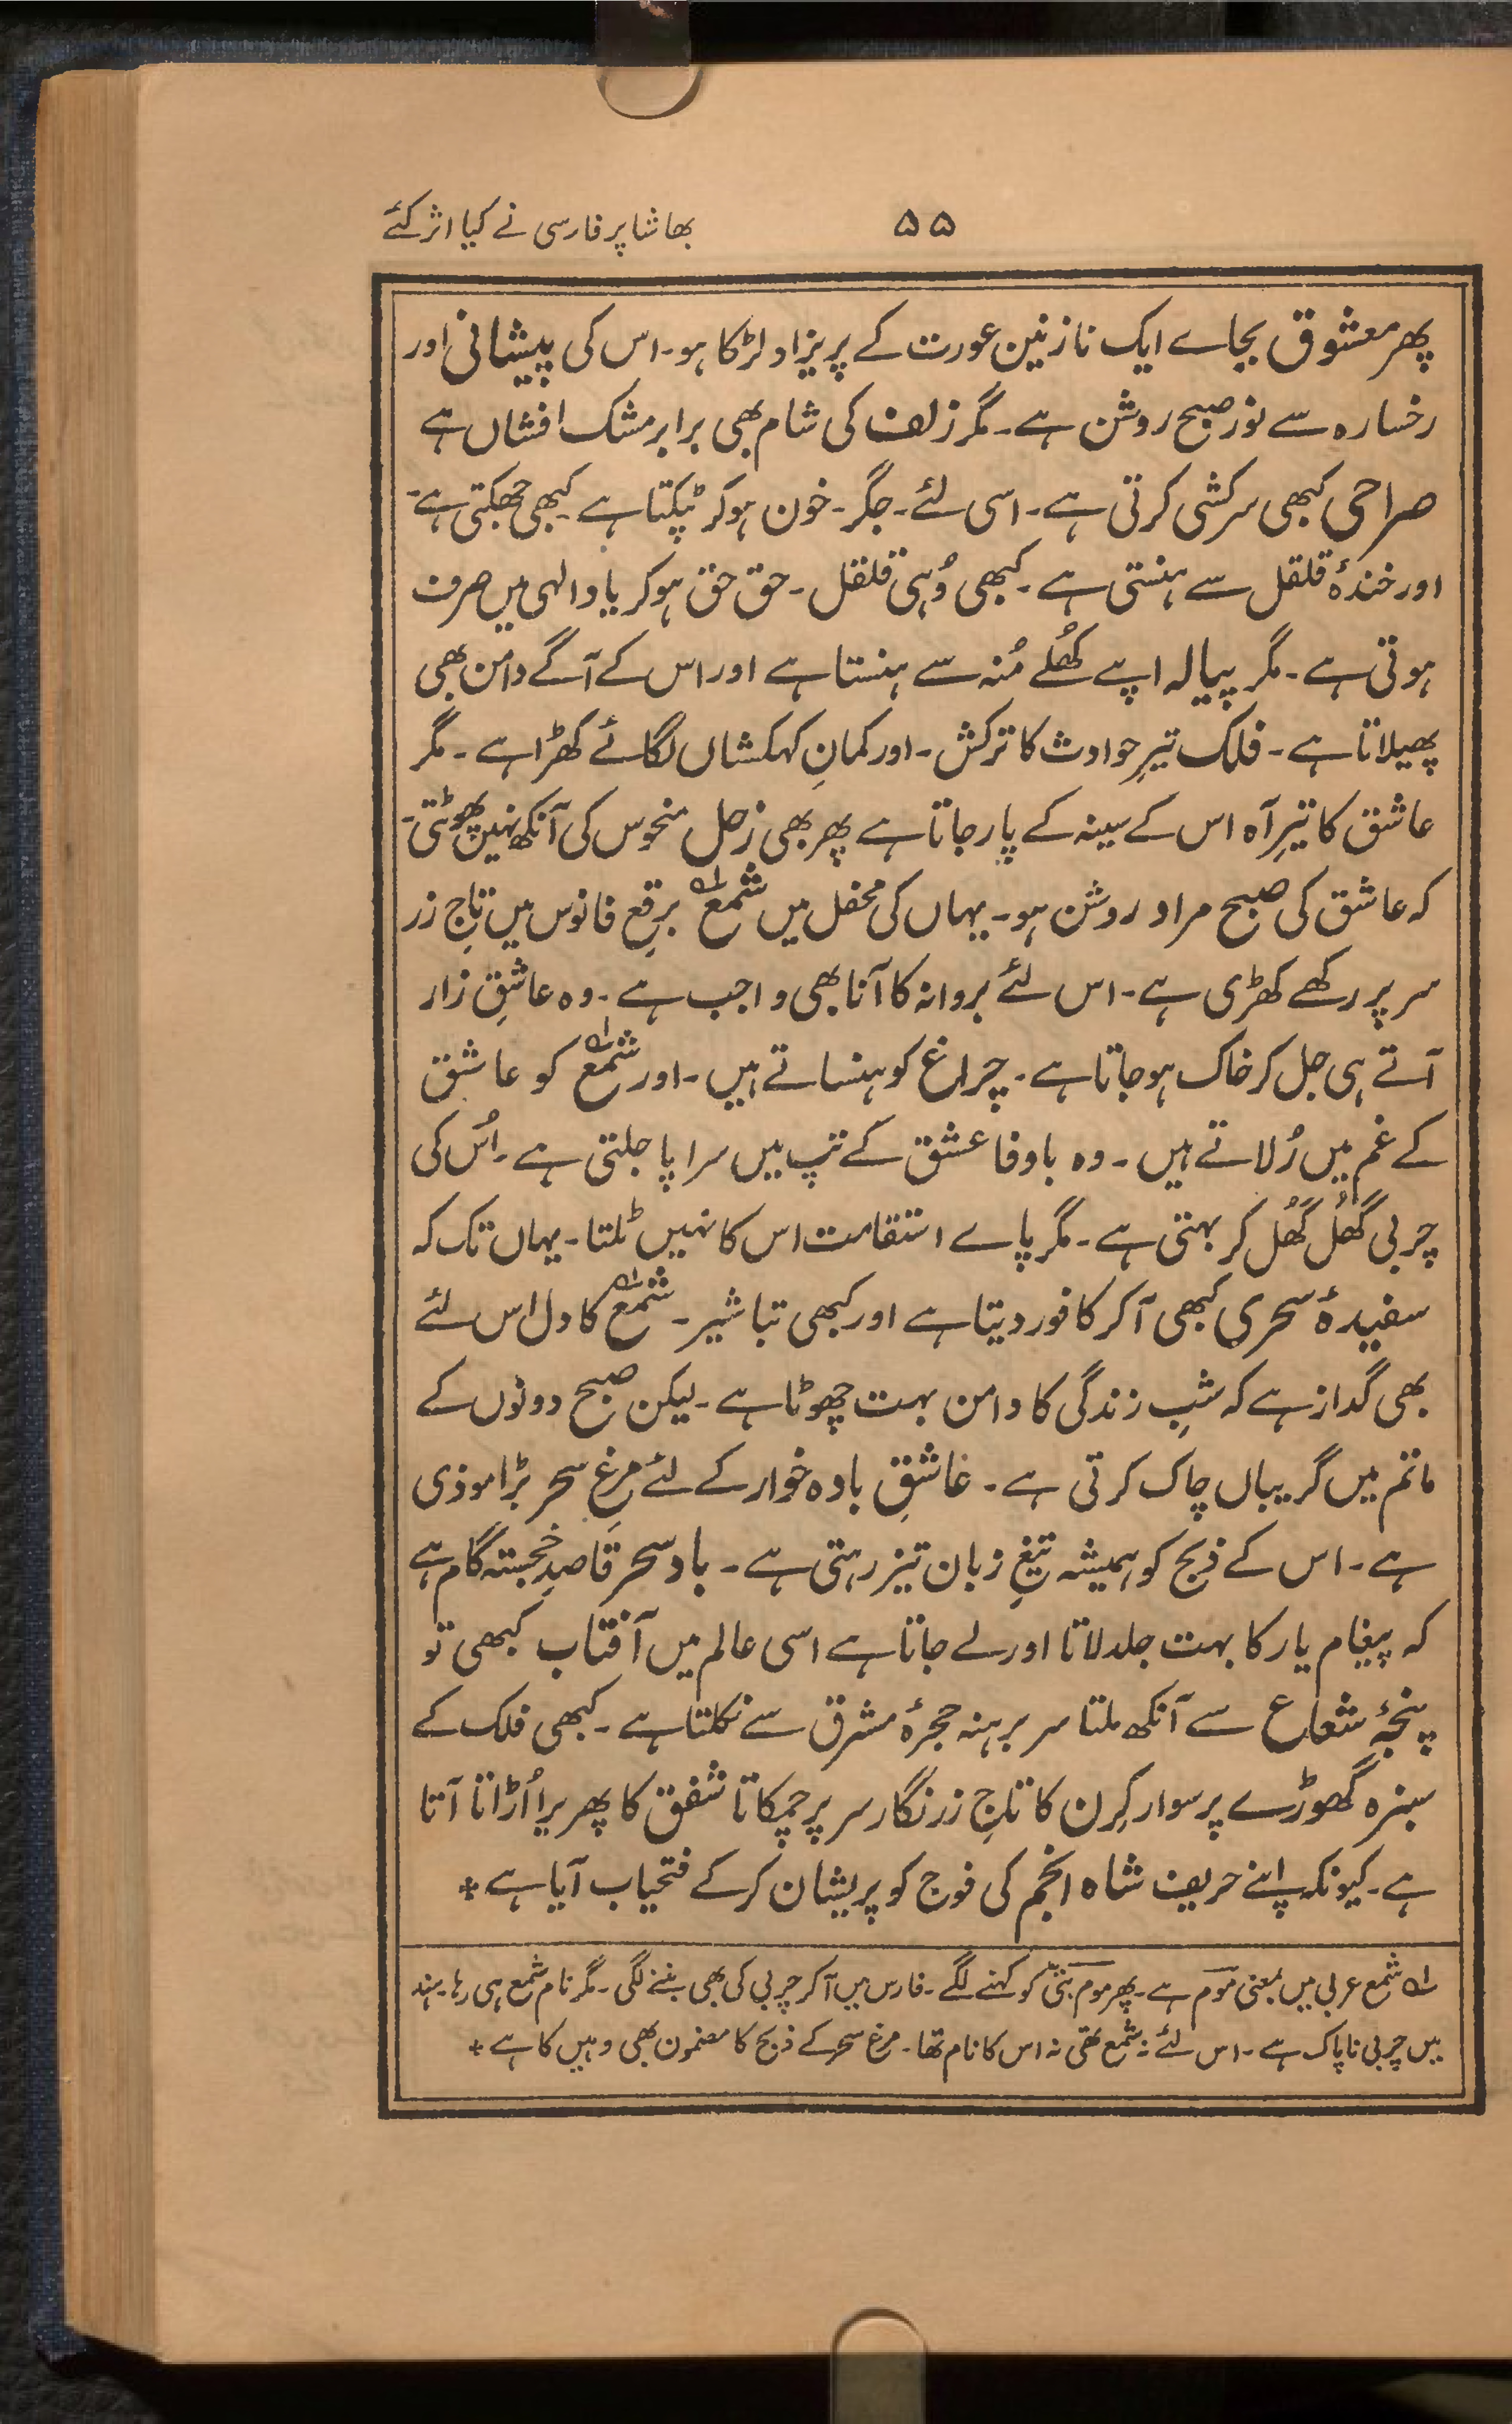 ۵۵ بھاشا پر فارسی نے کیا اثر کئے
پھر معشوق بجاے ایک نازنین عورت کے پریزاد لڑکا ہو۔ اس کی پیشانی اور
رخسارہ سے نورِ صبح روشن ہے۔ مگر زلف کی شام بھی برابر مشک افشاں ہے
صراحی کبھی سرکشی کرتی ہے۔ اسی لئے۔ جگر۔ خون ہوکر ٹپکتا ہے۔ کبھی جھکتی ہے۔
اور خندۂ قلقل سے ہنستی ہے۔ کبھی وُہی قلقل۔ حق حق ہوکر یاد الہی میں صرف
ہوتی ہے۔ مگر پیالہ اپے کھُلے مُنہ سے ہنستا ہے اور اس کے آگے دامن بھی
پھیلاتا ہے۔ فلک تیرِ حوادث کا ترکش۔ اور کمانِ کہکشاں لگائے کھڑا ہے۔ مگر
عاشق کا تیرِ آہ اس کے سینہ کے پار جاتا ہے پھر بھی زحل منحوس کی آنکھ نہیں پھوٹتی۔
کہ عاشق کی صبح مراد روشن ہو۔ یہاں کی محفل میں شمع؂۱ برقع فانوس میں تاجِ زر
سر پر رکھے کھڑی ہے۔ اس لئے پروانہ کا آنا بھی واجب ہے۔ وہ عاشقِ زار
آتے ہی جل کر خاک ہوجاتا ہے۔ چراغ کو ہنساتے ہیں۔ اور شمع؂۱ کو عاشق
کے غم میں رُلاتے ہیں۔ وہ باوفا عشق کے تپ میں سراپا جلتی ہے۔ اُس کی
چربی گھُل گھُل کر بہتی ہے۔ مگر پاے استقامت اس کا نہیں ٹلتا۔ یہاں تک کہ
سفیدۂ سحری کبھی آکر کافور دیتا ہے اور کبھی تباشیر۔ شمع؂۱ کا دل اس لئے
بھی گداز ہے کہ شبِ زندگی کا دامن بہت چھوٹا ہے۔ لیکن صبح دونوں کے
ماتم میں گریباں چاک کرتی ہے۔ عاشقِ بادہ خوار کے لئے مرغِ سحر بڑا موذی
ہے۔ اس کے ذبح کو ہمیشہ تیغِ زبان تیز رہتی ہے۔ بادِ سحر قاصدِ خجستہ گام ہے
کہ پیغام یار کا بہت جلد لاتا اور لے جاتا ہے اسی عالم میں آفتاب کبھی تو
پنجۂ شعاع سے آنکھ ملتا سر برہنہ حجرۂ مشرق سے نکلتا ہے۔ کبھی فلک کے
سبزہ گھوڑے پر سوار کِرن کا تاجِ زرنگار سر پر چمکاتا شفق کا پھریرا اُڑاتا آتا
ہے۔ کیونکہ اپنے حریف شاہ انجم کی فوج کو پریشان کرکے فتحیاب آیا ہے *
؂۱ شمع عربی میں بمعنی موم ہے۔ پھر موم بتی کو کہنے لگے۔ فارس میں آکر چربی کی بھی بننے لگی۔ مگر نام شمع ہی رہا۔ ہند
میں چربی ناپاک ہے۔ اس لئے نہ شمع تھی نہ اس کا نام تھا۔ مرغ سحر کے ذبح کا مضمون بھی وہیں کا ہے *